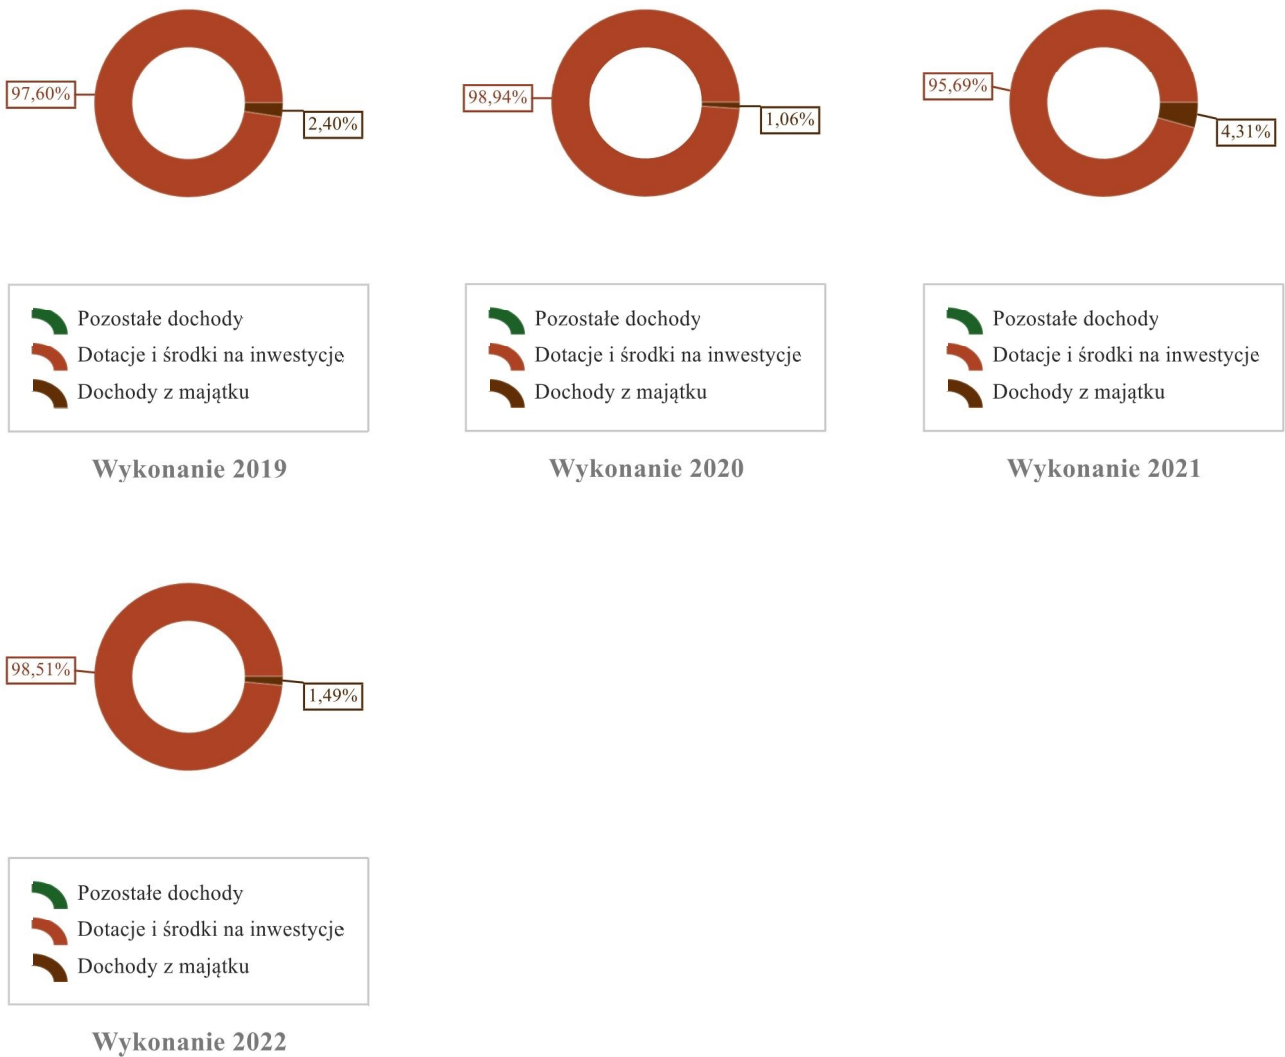 97,60%
2,40%
Pozostałe dochody
Dotacje i środki na inwestycje
Dochody z majątku
Wykonanie 2019
98,94%
1,06%
Pozostałe dochody
Dotacje i środki na inwestycje
Dochody z majątku
Wykonanie 2020
95,69%
4,31%
Pozostałe dochody
Dotacje i środki na inwestycje
Dochody z majątku
Wykonanie 2021
98,51%
1,49%
Pozostałe dochody
Dotacje i środki na inwestycje
Dochody z majątku
Wykonanie 2022